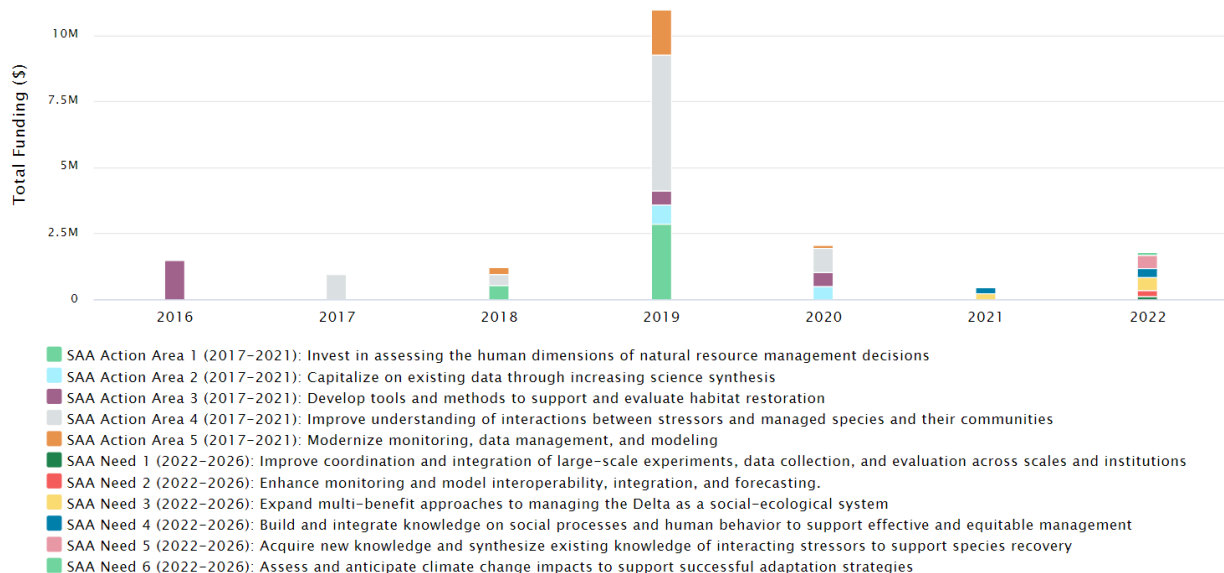 Total Funding ($)
10M
7.5M
5M
2.5M
0
2016 2017 2018 2019 2020 2021 2022
SAA Action Area 1 (2017-2021): Invest in assessing the human dimensions of natural resource management decisions
SAA Action Area 2 (2017-2021): Capitalize on existing data through increasing science synthesis
SAA Action Area 3 (2017-2021): Develop tools and methods to support and evaluate habitat restoration
SAA Action Area 4 (2017-2021): Improve understanding of interactions between stressors and managed species and their communities
SAA Action Area 5 (2017-2021): Modernize monitoring, data management, and modeling
SAA Need 1 (2022-2026): Improve coordination and integration of large-scale experiments, data collection, and evaluation across scales and institutions
SAA Need 2 (2022-2026): Enhance monitoring and model interoperability, integration, and forecasting.
SAA Need 3 (2022-2026): Expand multi-benefit approaches to managing the Delta as a social-ecological system
SAA Need 4 (2022-2026): Build and integrate knowledge on social processes and human behavior to support effective and equitable management
SAA Need 5 (2022-2026): Acquire new knowledge and synthesize existing knowledge of interacting stressors to support species recovery
SAA Need 6 (2022-2026): Assess and anticipate climate change impacts to support successful adaptation strategies